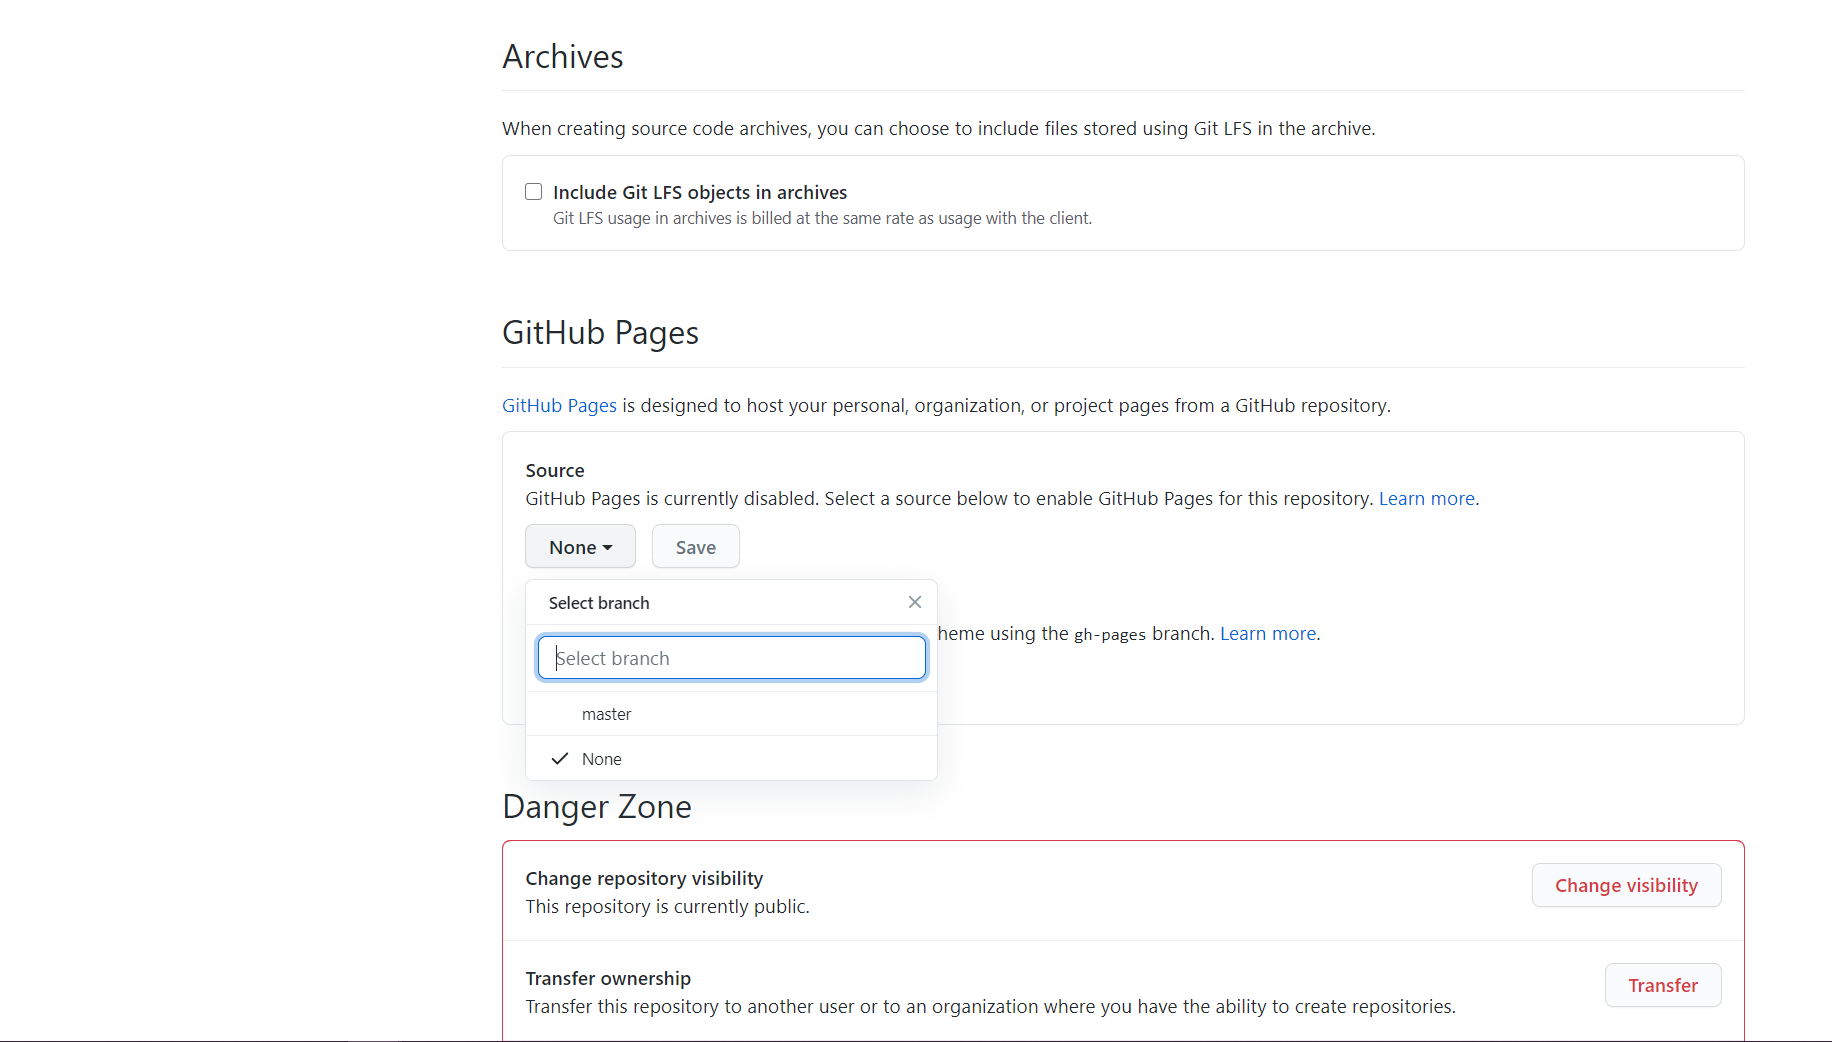 Archives
When creating source code archives, you can choose to include files stored using Git LFS in the archive.
Include Git LFS objects in archives
Git LFS usage in archives is billed at the same rate as usage with the client.
GitHub Pages
GitHub Pages is designed to host your personal, organization, or project pages from a GitHub repository.
Source
GitHub Pages is currently disabled. Select a source below to enable GitHub Pages for this repository. Learn more.
None Save
Select branch
heme using the gh-pages branch. Learn more.
Select branch
master
None
Danger Zone
Change repository visibility
This repository is currently public.
Change visibility
Transfer ownership
Transfer this repository to another user or to an organization where you have the ability to create repositories.
Transfer